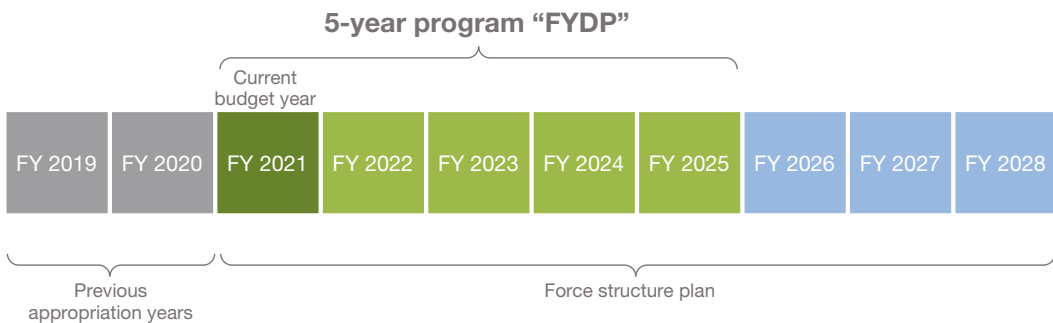 5-year program “FYDP”
Current
budget year
FY 2019 FY 2020 FY 2021 FY 2022 FY 2023 FY 2024 FY 2025 FY 2026 FY 2027 FY 2028
Previous
appropriation years
Force structure plan